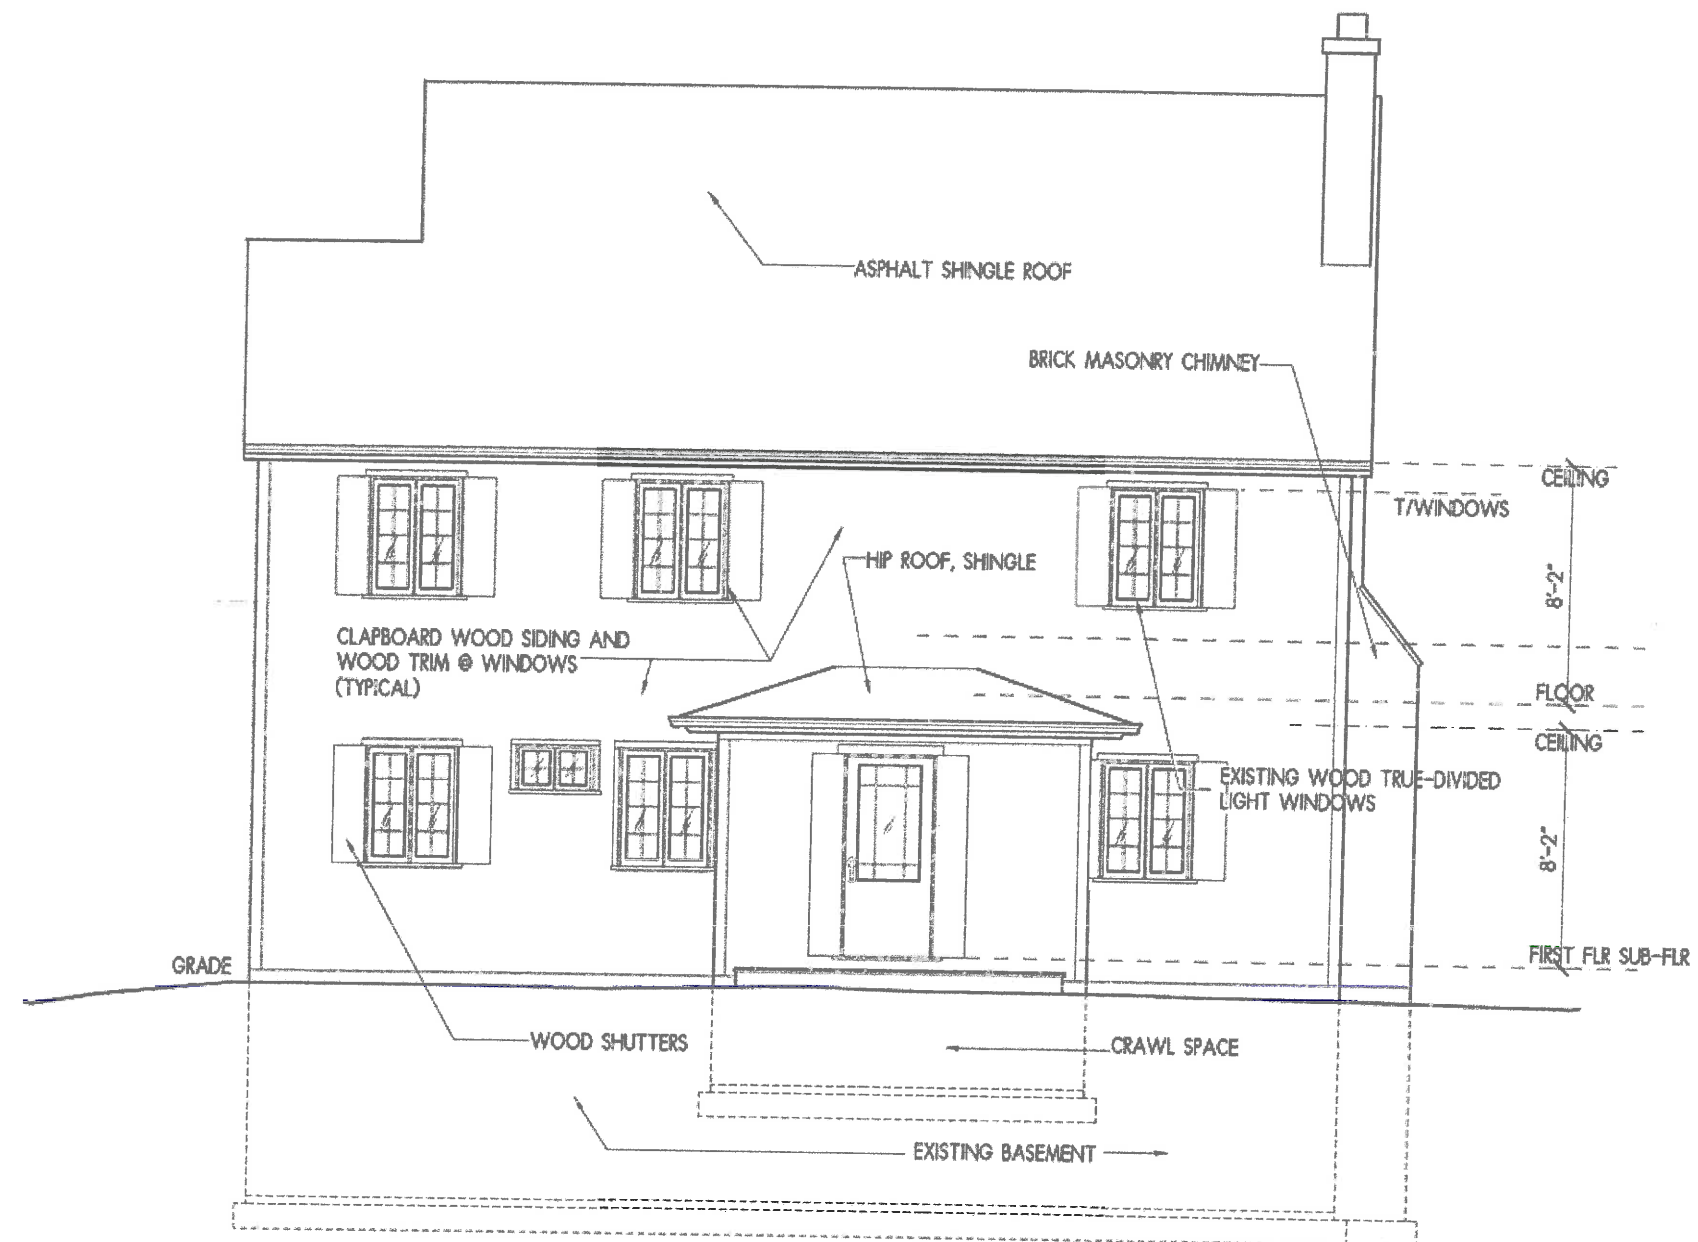 ASPHALT SHINGLE ROOF
BRICK MASONRY CHIMNEY
CEILING
T/WINDOWS
HIP ROOF, SHINGLE
8'-2"
CLAPBOARD WOOD SIDING AND
WOOD TRIM @ WINDOWS
(TYPICAL)
FLOOR
CEILING
EXISTING WOOD TRUE-DIVIDED
LIGHT WINDOWS
8'-2"
FIRST FLR SUB-FLR
GRADE
WOOD SHUTTERS
CRAWL SPACE
EXISTING BASEMENT